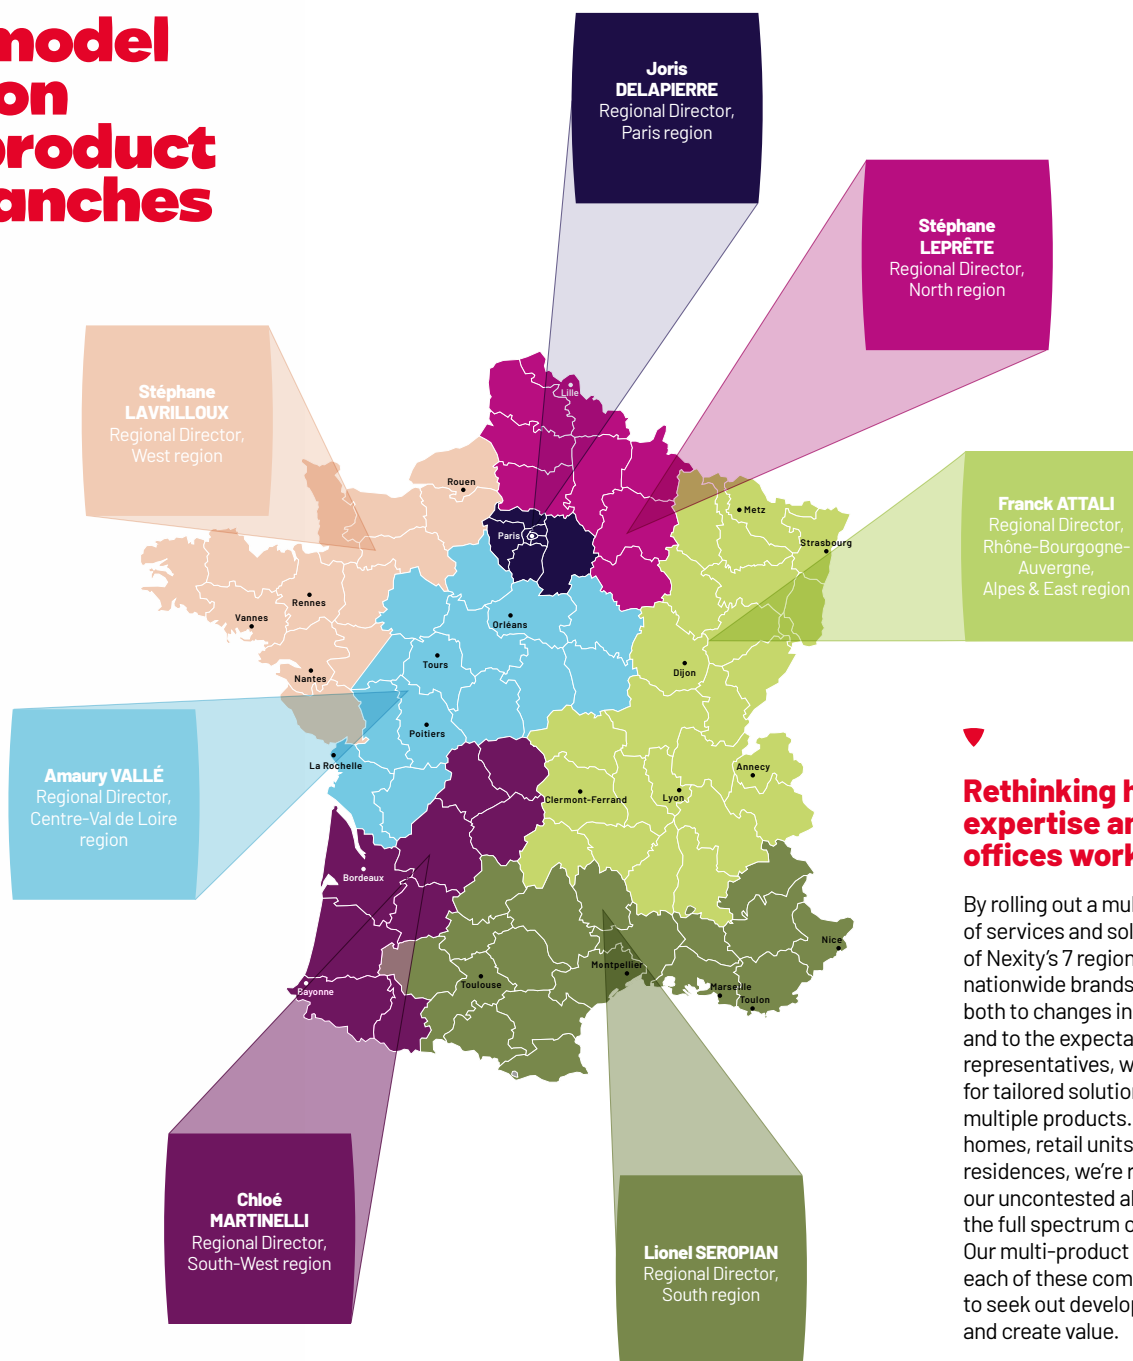 model
on
product
anches
Joris
DELAPIERRE
Regional Director,
Paris region
Stéphane
LEPRÊTE
Regional Director,
North region
Stéphane
LAVRILLOUX
Regional Director,
West region
Franck ATTALI
Regional Director,
Rhône-Bourgogne-
Auvergne,
Alpes & East region
Amaury VALLÉ
Regional Director,
Centre-Val de Loire
region
Chloé
MARTINELLI
Regional Director,
South-West region
Lionel SEROPIAN
Regional Director,
South region
Lille
Rouen
Metz
Paris
Strasbourg
Rennes
Vannes
Orléans
Tours
Dijon
Nantes
Poitiers
La Rochelle
Annecy
Clermont-Ferrand
Lyon
Bordeaux
Nice
Montpellier
Toulouse
Bayonne
Marseille
Toulon
Rethinking
expertise
offices work
By rolling out a mul
of services and sol
of Nexity’s 7 region
nationwide brands
both to changes in
and to the expecta
representatives, w
for tailored
multiple products.
homes, retail units
residences, we’re
our uncontested
the full spectrum
Our multi-product
each of these com
to seek out develop
and create value.